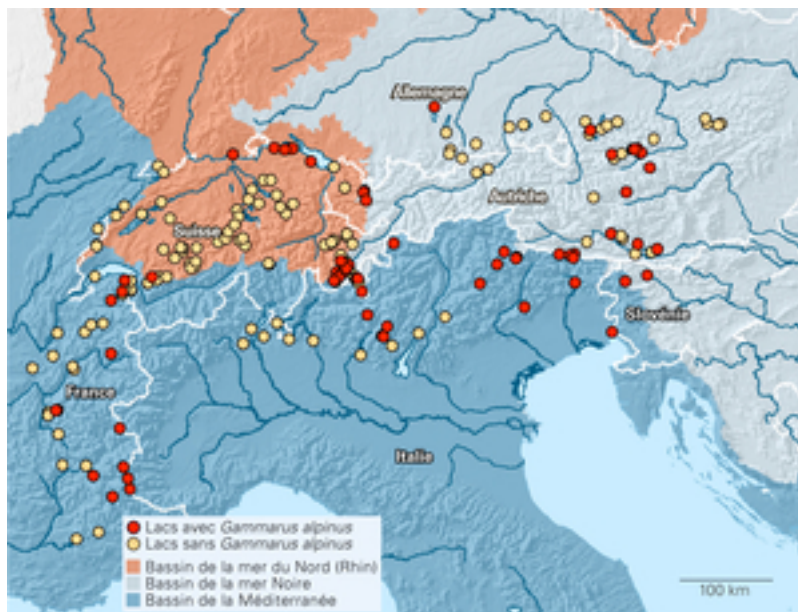 Allemagne
Autriche
Suisse
Slovénie
France
Italie
Lacs avec Gammarus alpinus
Lacs sans Gammarus alpinus
Bassin de la mer du Nord (Rhin)
Bassin de la mer Noire
Bassin de la Méditerranée
100 km